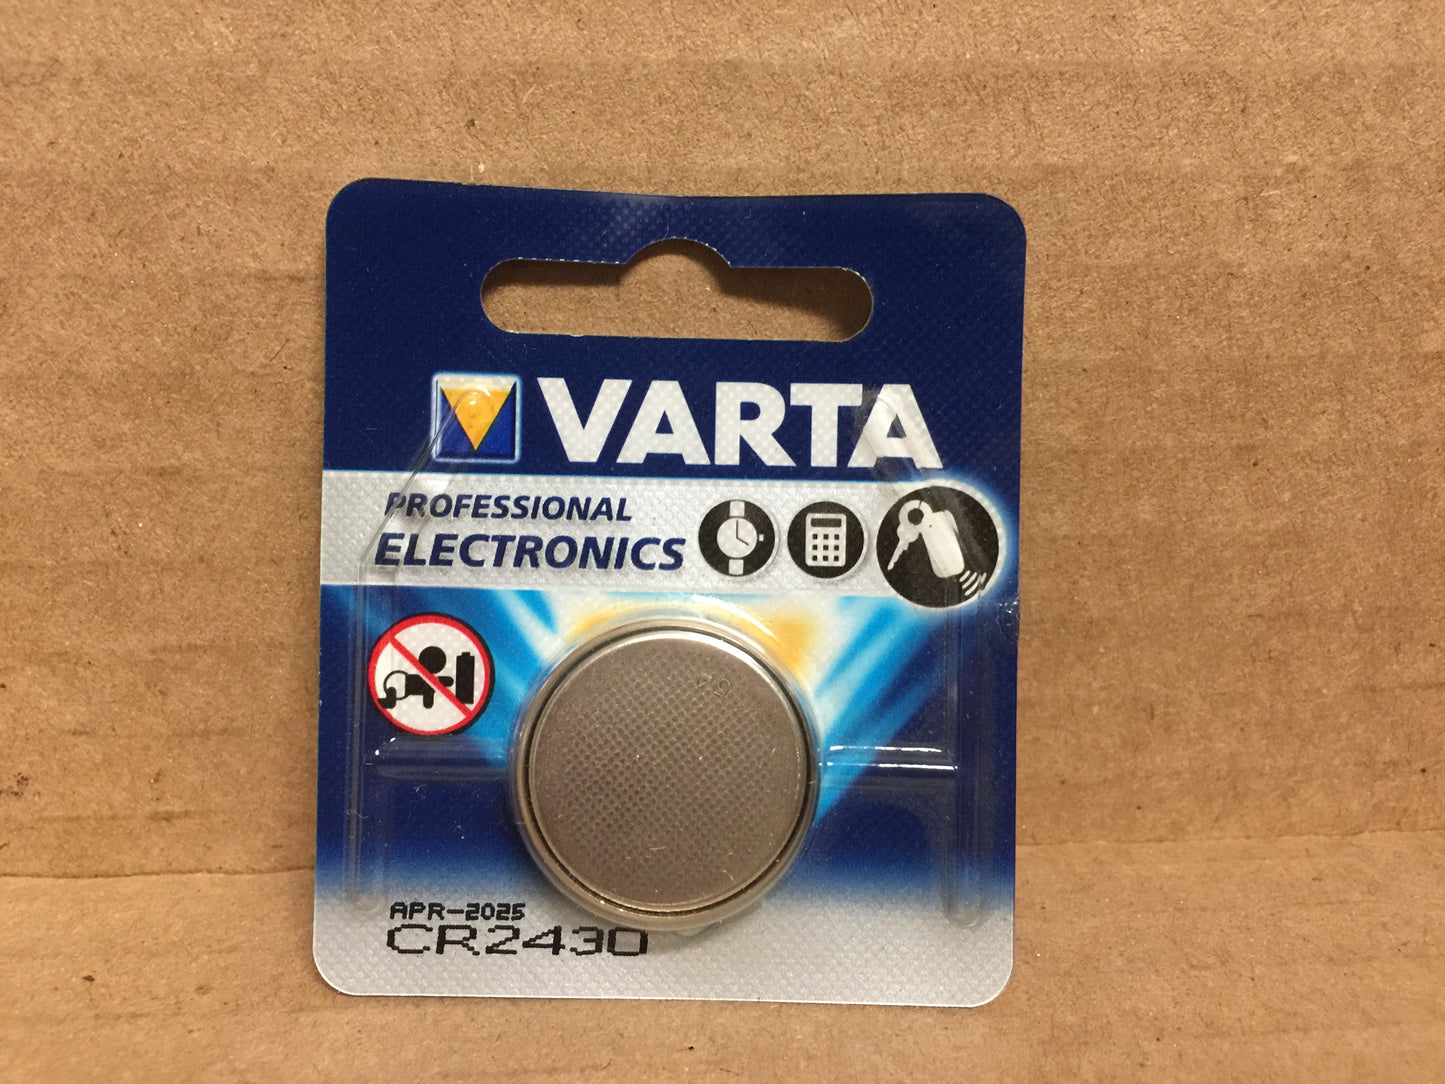 VARTA
PROFESSIONAL
ELECTRONICS
APR-2025
CR2430